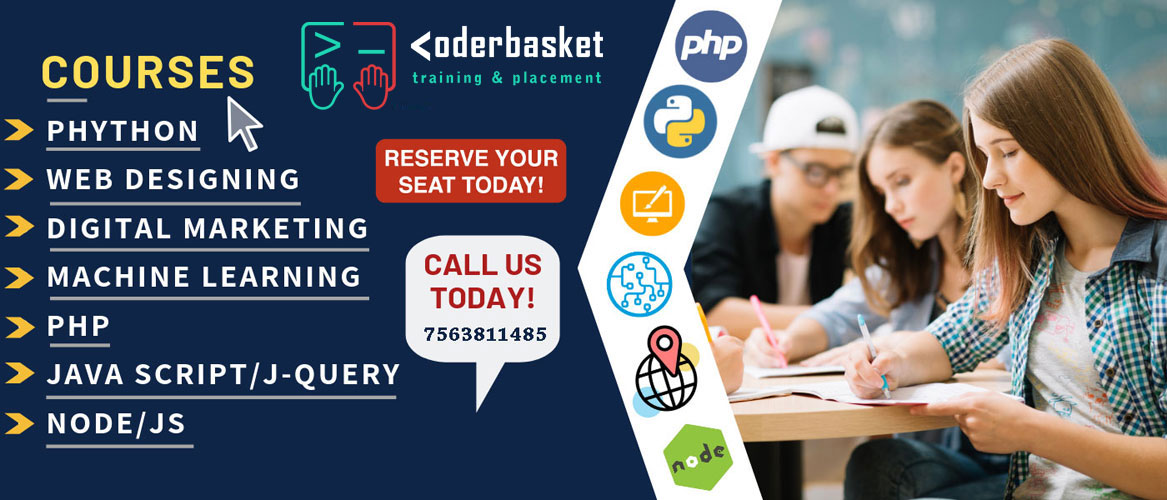 COURSES
PHYTHON
WEB DESIGNING
DIGITAL MARKETING
MACHINE LEARNING
PHP
JAVA SCRIPT/J-QUERY
NODE/JS
<oderbasket
training & placement
RESERVE YOUR
SEAT TODAY!
CALL US
TODAY!
7563811485
php
node